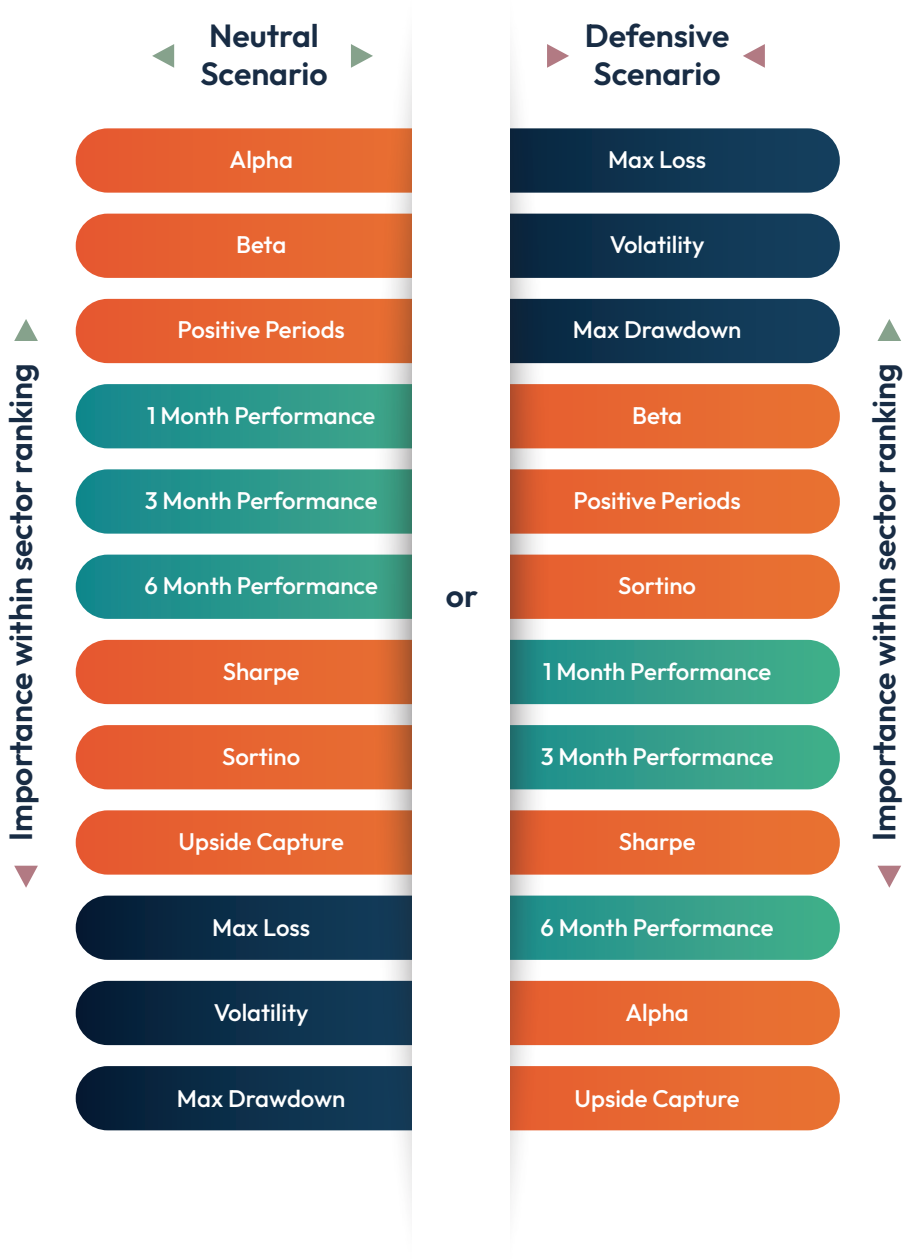 Neutral
Scenario
Defensive
Scenario
Importance within sector ranking
Alpha
Beta
Positive Periods
1 Month Performance
3 Month Performance
6 Month Performance
Sharpe
Sortino
Upside Capture
Max Loss
Volatility
Max Drawdown
or
Max Loss
Volatility
Max Drawdown
Beta
Positive Periods
Sortino
1 Month Performance
3 Month Performance
Sharpe
6 Month Performance
Alpha
Upside Capture
Importance within sector ranking